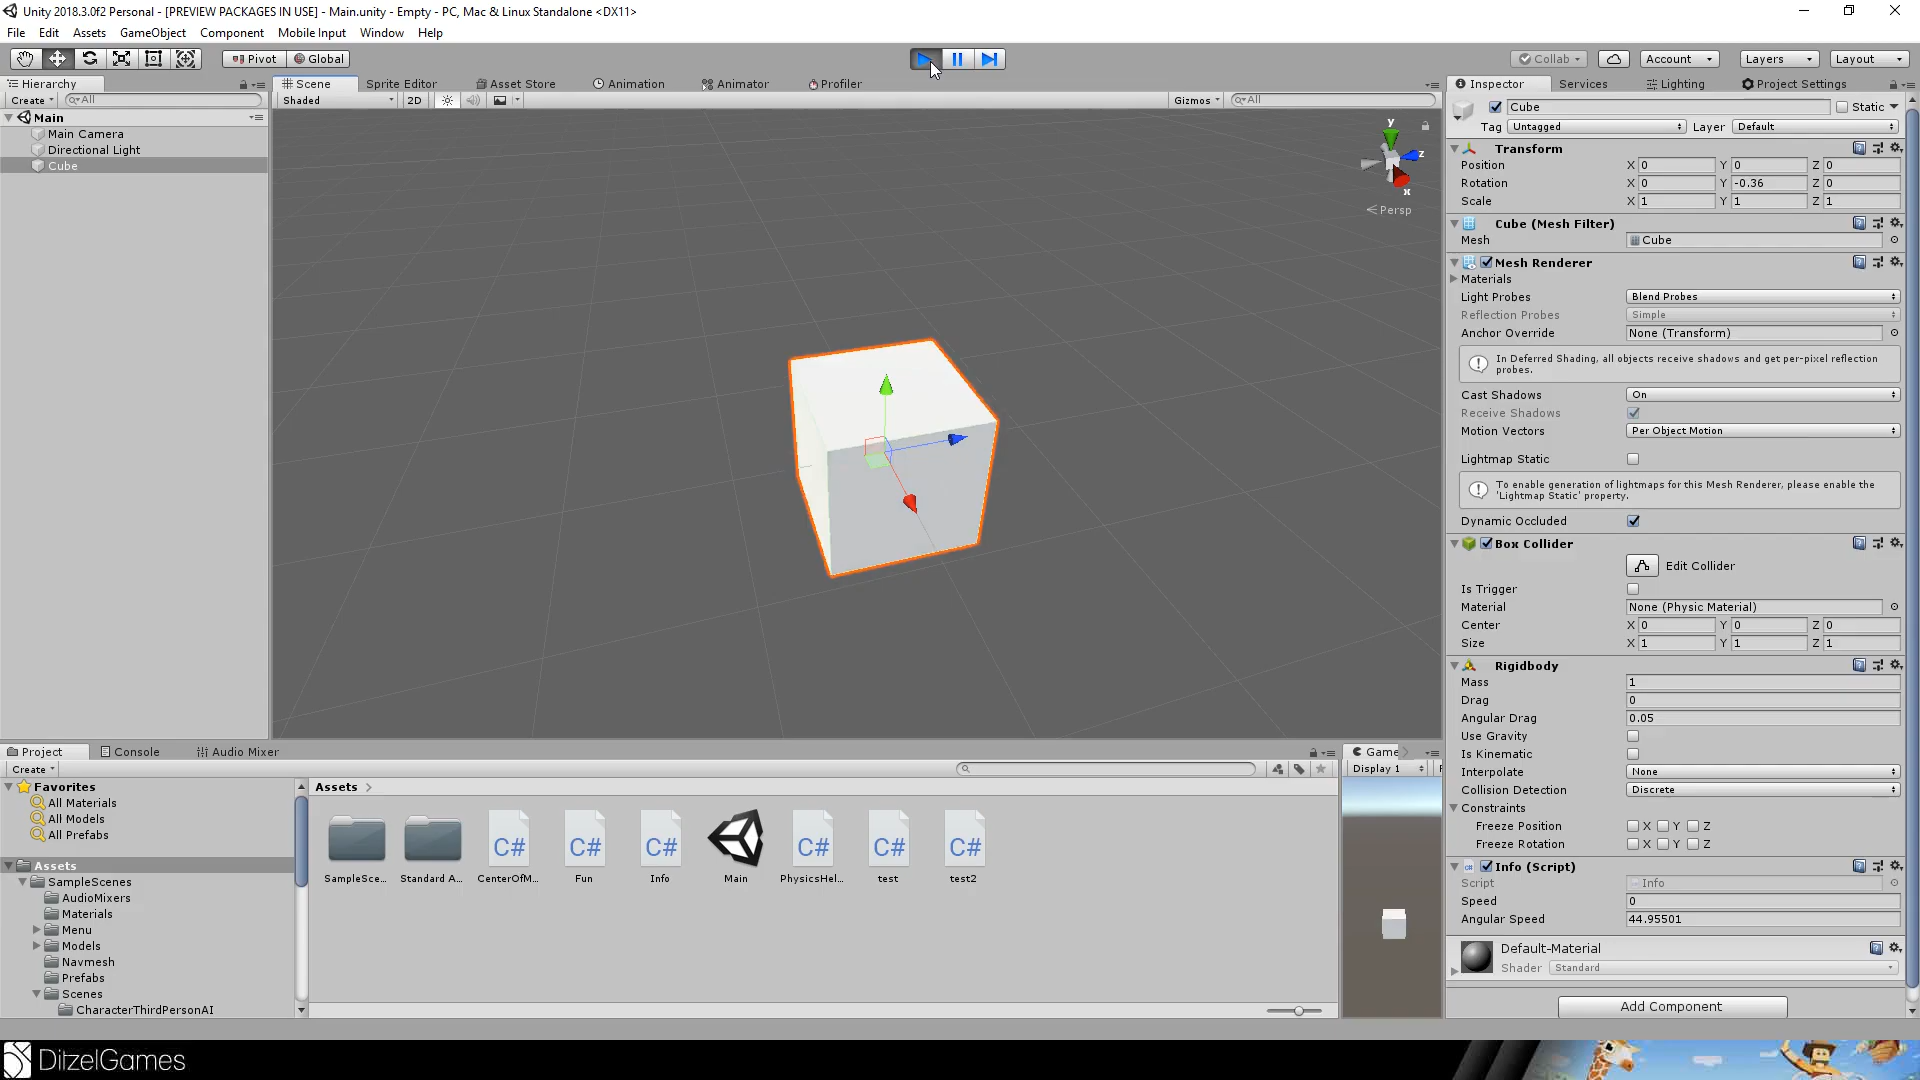 Unity 2018.3.0f2 Personal - [PREVIEW PACKAGES IN USE] - Main.unity - Empty - PC, Mac & Linux Standalone <DX11>
File Edit Assets GameObject Component Mobile Input Window Help
Pivot Global Collab Account Layers Layout
Hierarchy
Create All
Main
Main Camera
Directional Light
Cube
Scene Sprite Editor Asset Store Animation Animator Profiler
Shaded 2D Gizmos All
y
z
x
Persp
Inspector Services Lighting Project Settings
Cube Static
Tag Untagged Layer Default
Transform
Position X 0 Y 0 Z 0
Rotation X 0 Y -0.36 Z 0
Scale X 1 Y 1 Z 1
Cube (Mesh Filter)
Mesh Cube
Mesh Renderer
Materials
Light Probes Blend Probes
Reflection Probes Simple
Anchor Override None (Transform)
In Deferred Shading, all objects receive shadows and get per-pixel reflection
probes.
Cast Shadows On
Receive Shadows
Motion Vectors Per Object Motion
Lightmap Static
To enable generation of lightmaps for this Mesh Renderer, please enable the
'Lightmap Static' property.
Dynamic Occluded
Box Collider
Edit Collider
Is Trigger
Material None (Physic Material)
Center X 0 Y 0 Z 0
Size X 1 Y 1 Z 1
Rigidbody
Mass 1
Drag 0
Angular Drag 0.05
Use Gravity
Is Kinematic
Interpolate None
Collision Detection Discrete
Constraints
Freeze Position X Y Z
Freeze Rotation X Y Z
Info (Script)
Script Info
Speed 0
Angular Speed 44.95501
Default-Material
Shader Standard
Add Component
Project Console Audio Mixer
Create
Favorites
All Materials
All Models
All Prefabs
Assets
SampleScenes
AudioMixers
Materials
Menu
Models
Navmesh
Prefabs
Scenes
CharacterThirdPersonAI
Assets
C# C# C# C# C# C#
SampleSce... Standard A... CenterOfM... Fun Info Main PhysicsHel... test test2
Game
Display 1
DitzelGames